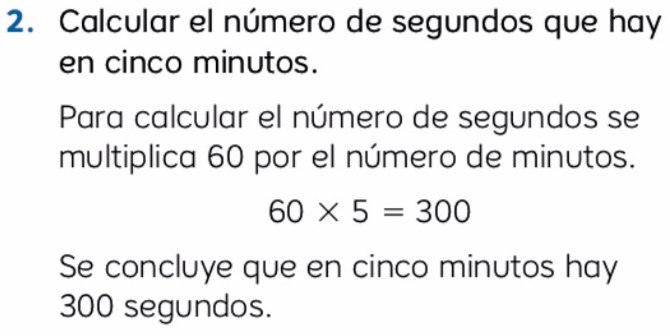 2. Calcular el número de segundos que hay
en cinco minutos.
Para calcular el número de segundos se
multiplica 60 por el número de minutos.
60 × 5 = 300
Se concluye que en cinco minutos hay
300 segundos.